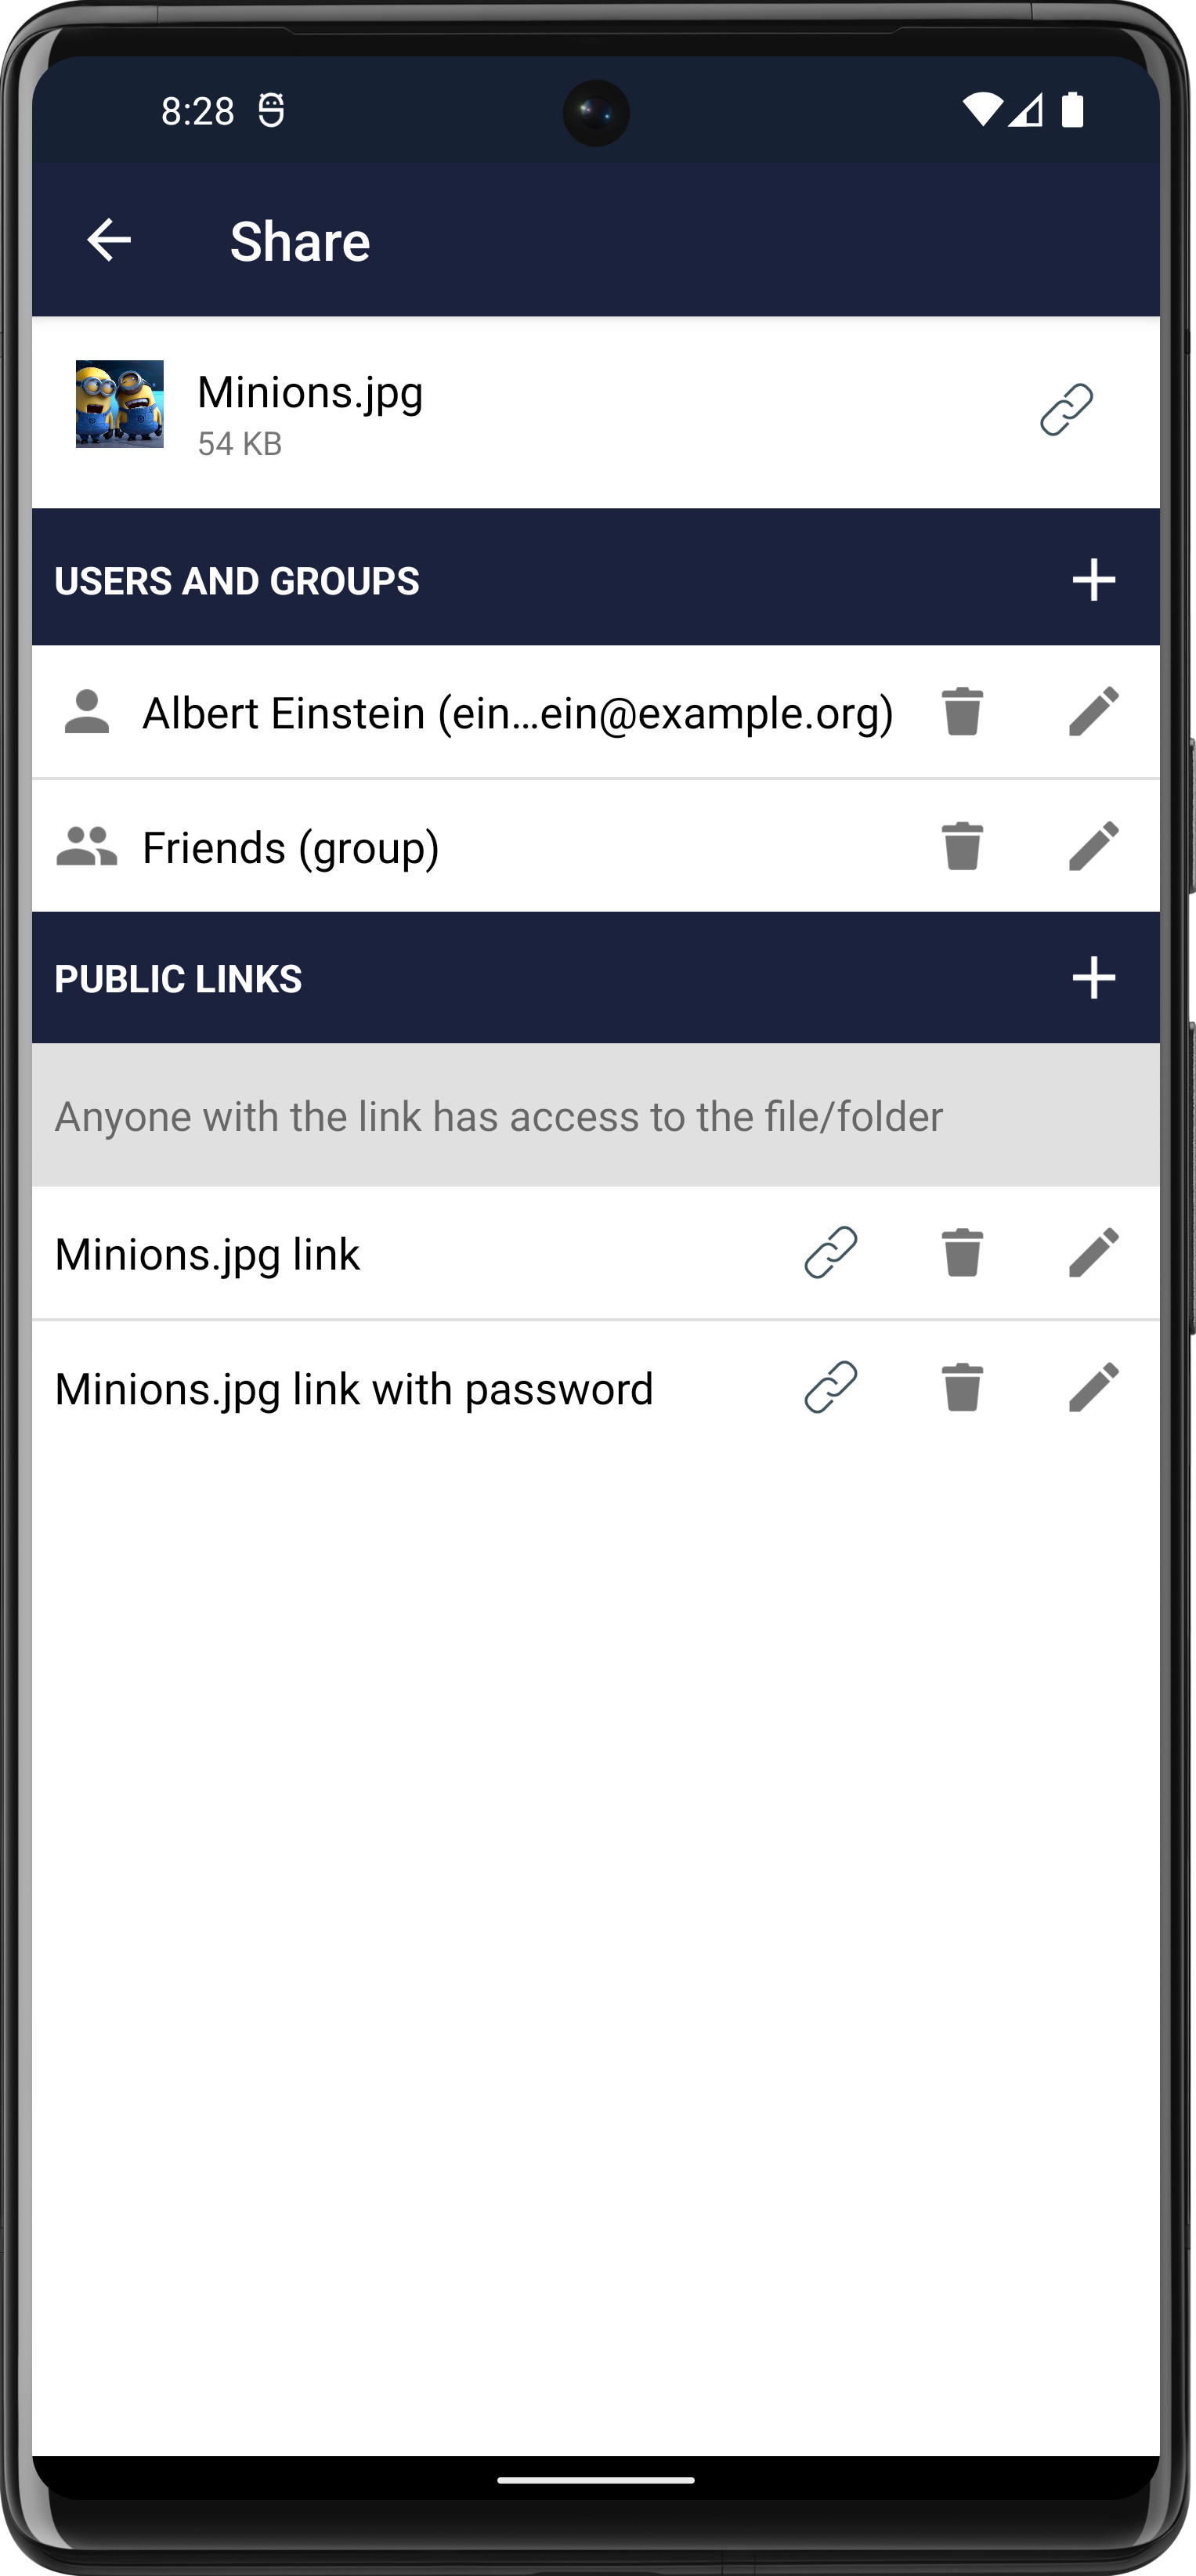 8:28
Share
Minions.jpg
54 KB
USERS AND GROUPS
Albert Einstein (ein...ein@example.org)
Friends (group)
PUBLIC LINKS
Anyone with the link has access to the file/folder
Minions.jpg link
Minions.jpg link with password